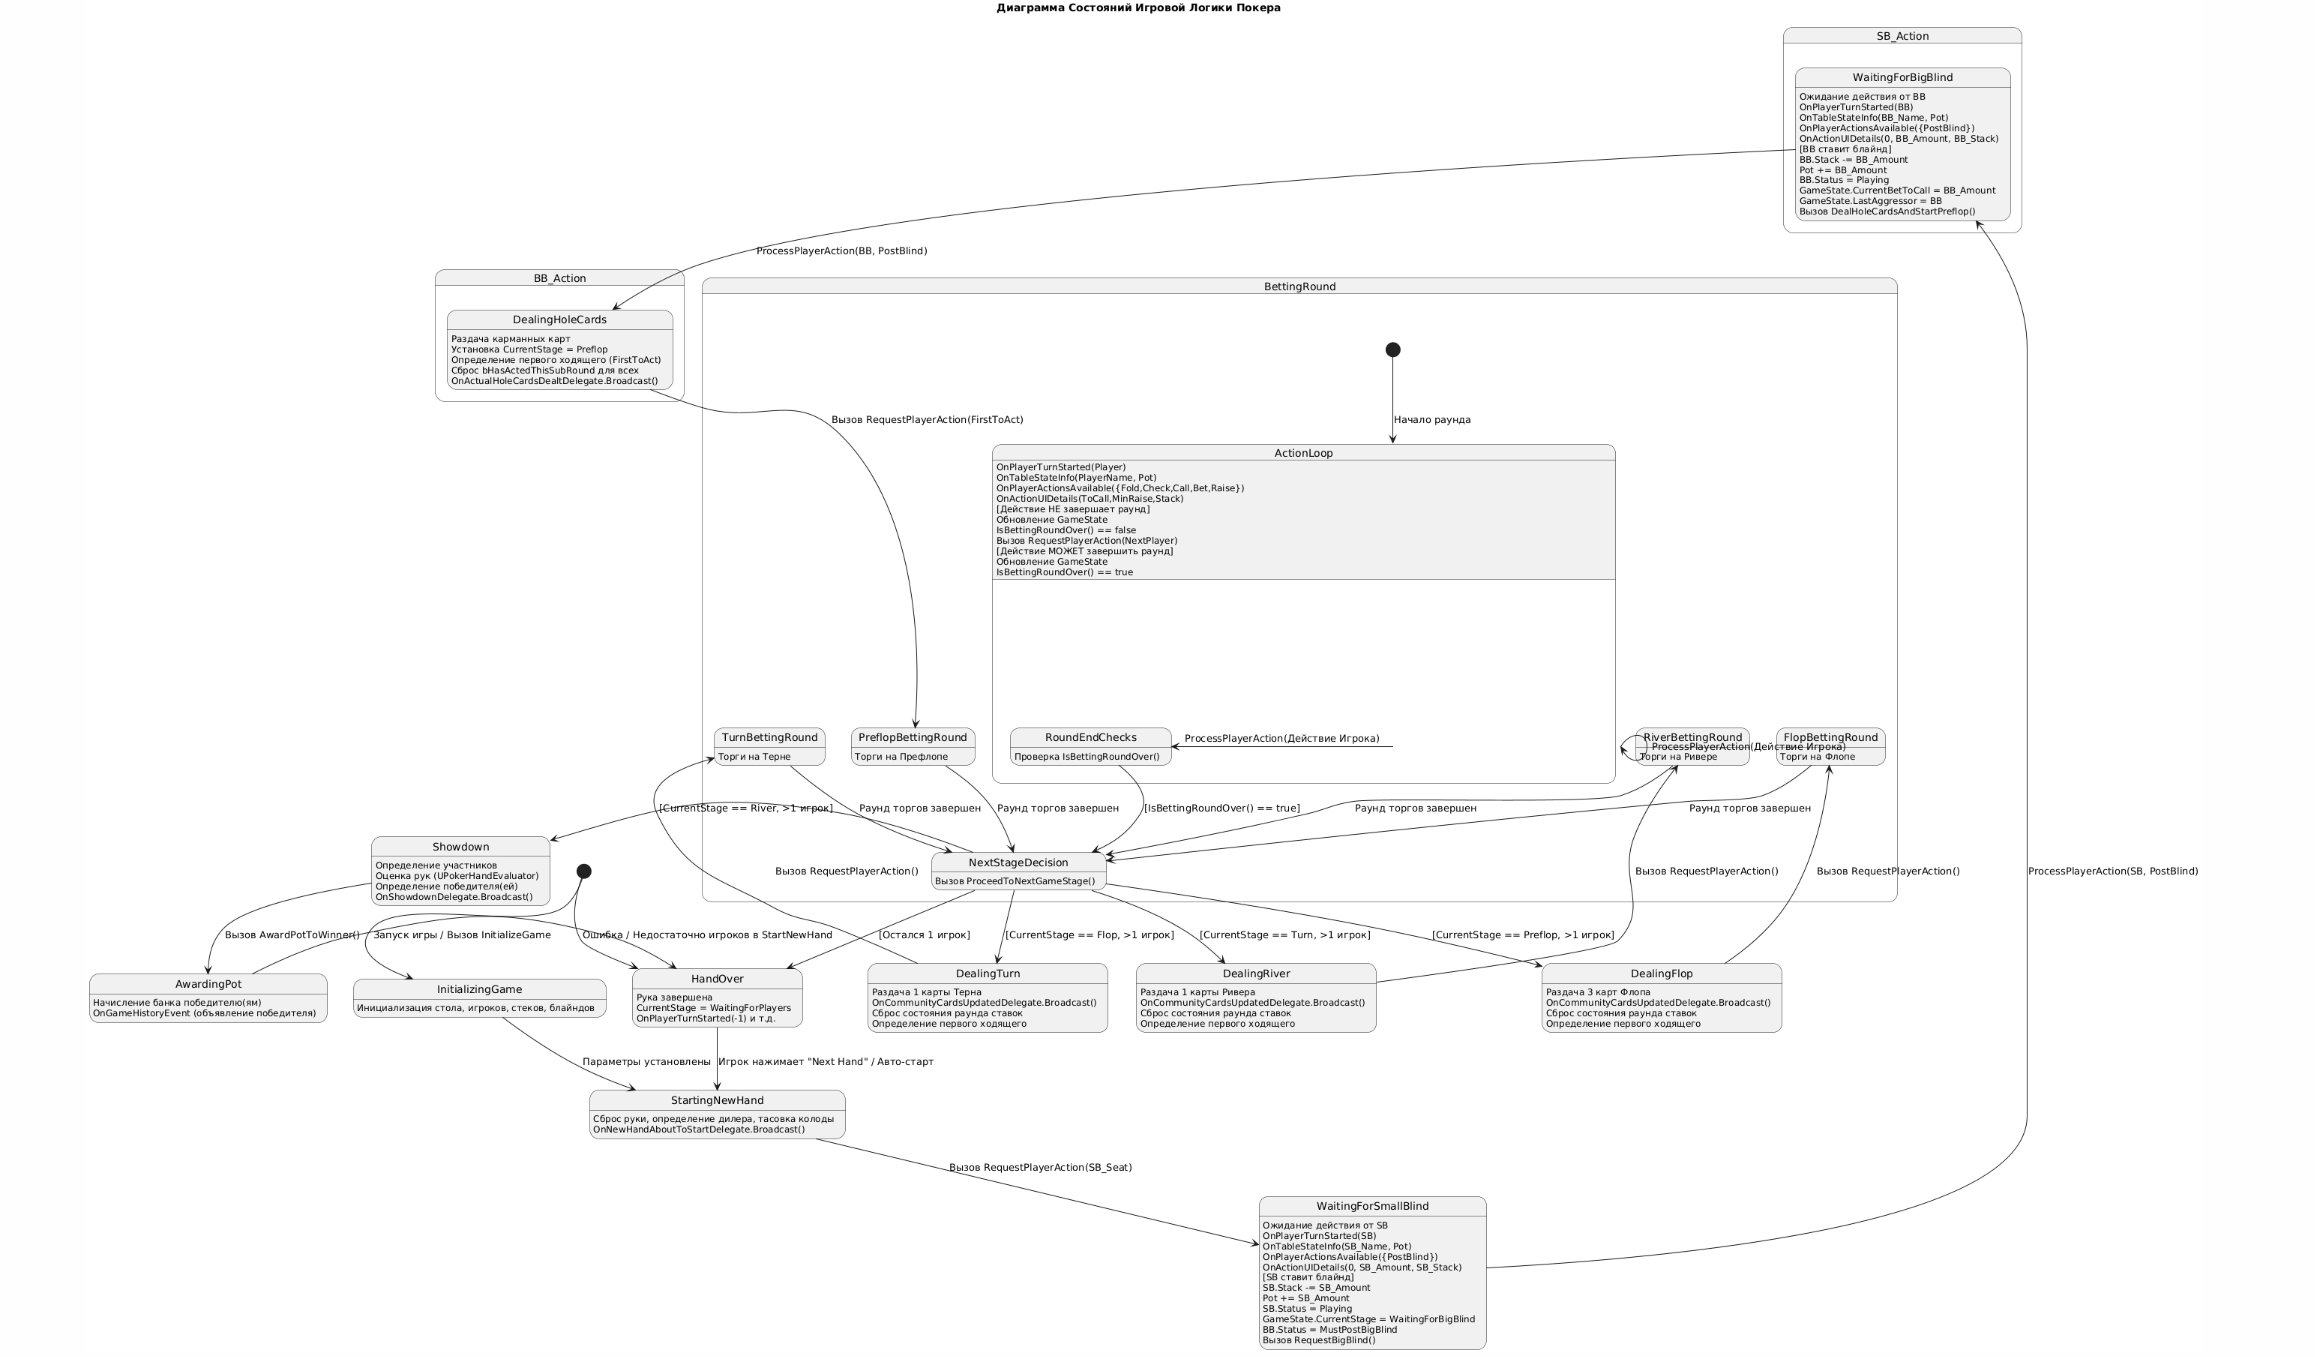 Диаграмма Состояний Игровой Логики Покера
SB_Action
WaitingForBigBlind
Ожидание действия от BB
OnPlayerTurnStarted(BB)
OnTableStateInfo(BB_Name, Pot)
OnPlayerActionsAvailable({PostBlind})
OnActionUIDetails(0, BB_Amount, BB_Stack)
[BB ставит блайнд]
BB.Stack -= BB_Amount
Pot += BB_Amount
BB.Status = Playing
GameState.CurrentBetToCall = BB_Amount
GameState.LastAggressor = BB
Вызов DealHoleCardsAndStartPreflop()
ProcessPlayerAction(BB, PostBlind)
BB_Action
DealingHoleCards
Раздача карманных карт
Установка CurrentStage = Preflop
Определение первого ходящего (FirstToAct)
Сброс bHasActedThisSubRound для всех
OnActualHoleCardsDealtDelegate.Broadcast()
BettingRound
Вызов RequestPlayerAction(FirstToAct)
Начало раунда
ActionLoop
OnPlayerTurnStarted(Player)
OnTableStateInfo(PlayerName, Pot)
OnPlayerActionsAvailable({Fold,Check,Call,Bet,Raise})
OnActionUIDetails(ToCall,MinRaise,Stack)
[Действие НЕ завершает раунд]
Обновление GameState
IsBettingRoundOver() == false
Вызов RequestPlayerAction(NextPlayer)
[Действие МОЖЕТ завершить раунд]
Обновление GameState
IsBettingRoundOver() == true
TurnBettingRound
Торги на Терне
PreflopBettingRound
Торги на Префлопе
RoundEndChecks
Проверка IsBettingRoundOver()
ProcessPlayerAction(Действие Игрока)
RiverBettingRound
Торги на Ривере
ProcessPlayerAction(Действие Игрока)
FlopBettingRound
Торги на Флопе
[CurrentStage == River, >1 игрок]
Раунд торгов завершен
Раунд торгов завершен
[IsBettingRoundOver() == true]
Раунд торгов завершен
Раунд торгов завершен
Showdown
Определение участников
Оценка рук (UPokerHandEvaluator)
Определение победителя(ей)
OnShowdownDelegate.Broadcast()
Вызов RequestPlayerAction()
NextStageDecision
Вызов ProceedToNextGameStage()
Вызов RequestPlayerAction()
Вызов RequestPlayerAction()
ProcessPlayerAction(SB, PostBlind)
Вызов AwardPotToWinner()
Запуск игры / Вызов InitializeGame
Ошибка / Недостаточно игроков в StartNewHand
[Остался 1 игрок]
[CurrentStage == Flop, >1 игрок]
[CurrentStage == Turn, >1 игрок]
[CurrentStage == Preflop, >1 игрок]
AwardingPot
Начисление банка победителю(ям)
OnGameHistoryEvent (объявление победителя)
InitializingGame
Инициализация стола, игроков, стеков, блайндов
HandOver
Рука завершена
CurrentStage = WaitingForPlayers
OnPlayerTurnStarted(-1) и т.д.
DealingTurn
Раздача 1 карты Терна
OnCommunityCardsUpdatedDelegate.Broadcast()
Сброс состояния раунда ставок
Определение первого ходящего
DealingRiver
Раздача 1 карты Ривера
OnCommunityCardsUpdatedDelegate.Broadcast()
Сброс состояния раунда ставок
Определение первого ходящего
DealingFlop
Раздача 3 карт Флопа
OnCommunityCardsUpdatedDelegate.Broadcast()
Сброс состояния раунда ставок
Определение первого ходящего
Параметры установлены
Игрок нажимает "Next Hand" / Авто-старт
StartingNewHand
Сброс руки, определение дилера, тасовка колоды
OnNewHandAboutToStartDelegate.Broadcast()
Вызов RequestPlayerAction(SB_Seat)
WaitingForSmallBlind
Ожидание действия от SB
OnPlayerTurnStarted(SB)
OnTableStateInfo(SB_Name, Pot)
OnPlayerActionsAvailable({PostBlind})
OnActionUIDetails(0, SB_Amount, SB_Stack)
[SB ставит блайнд]
SB.Stack -= SB_Amount
Pot += SB_Amount
SB.Status = Playing
GameState.CurrentStage = WaitingForBigBlind
BB.Status = MustPostBigBlind
Вызов RequestBigBlind()